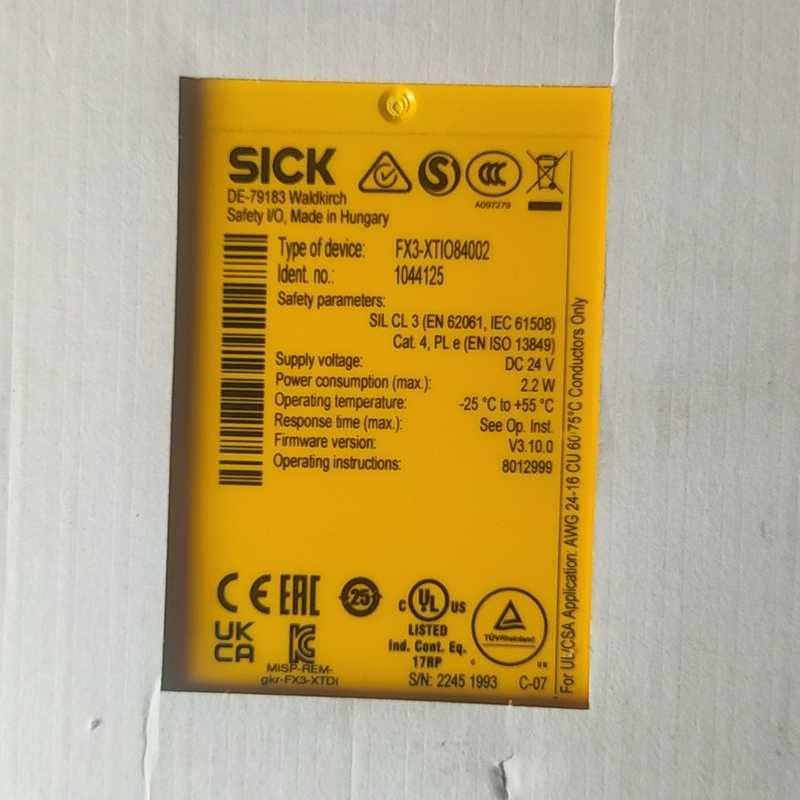 SICK
DE-79183 Waldkirch
Safety I/O, Made in Hungary
A097279
Type of device: FX3-XTIO84002
Ident. no.: 1044125
Safety parameters:
SIL CL 3 (EN 62061, IEC 61508)
Cat. 4, PL e (EN ISO 13849)
Supply voltage: DC 24 V
Power consumption (max.): 2.2 W
Operating temperature: -25 °C to +55 °C
Response time (max.): See Op. Inst.
Firmware version: V3.10.0
Operating instructions: 8012999
For UL/CSA Application: AWG 24-16 CU 60/75°C Conductors Only
CE EAC 25 c UL US
LISTED
Ind. Cont. Eq.
17RP
UK
CA
MISP-REM-
gkr-FX3-XTDI
TÜVRheinland
c us
S/N: 2245 1993 C-07